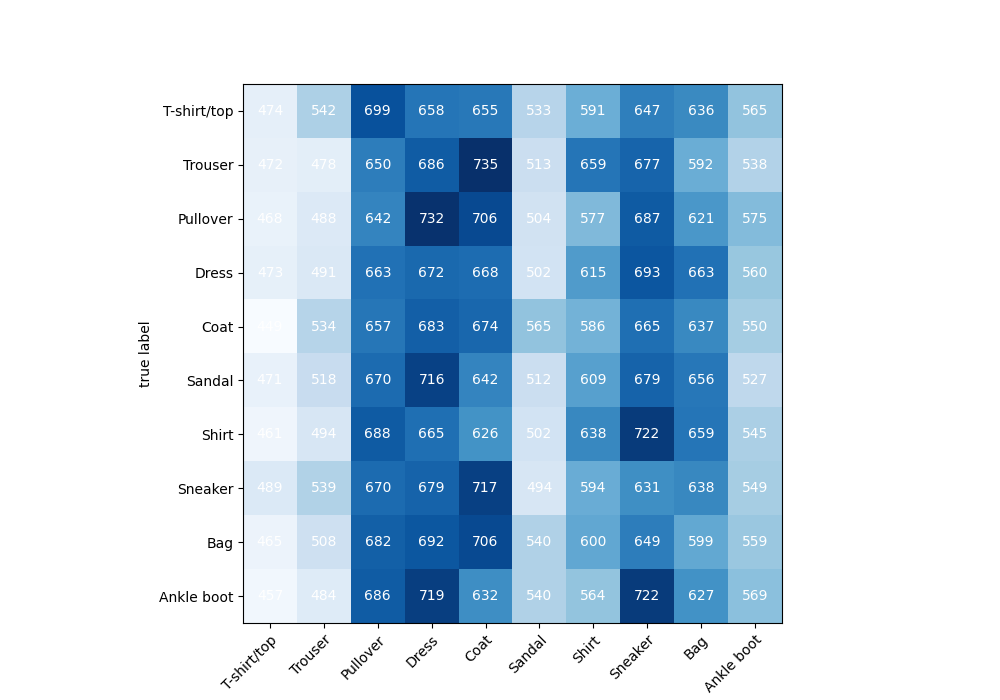 T-shirt/top 474 542 699 658 655 533 591 647 636 565
Trouser 472 478 650 686 735 513 659 677 592 538
Pullover 468 488 642 732 706 504 577 687 621 575
Dress 473 491 663 672 668 502 615 693 663 560
Coat 534 657 683 674 565 586 665 637 550
true label
Sandal 471 518 670 716 642 512 609 679 656 527
Shirt 461 494 688 665 626 502 638 722 659 545
Sneaker 489 539 670 679 717 494 594 631 638 549
Bag 465 508 682 692 706 540 600 649 599 559
Ankle boot 457 484 686 719 632 540 564 722 627 569
T-shirt/top Trouser Pullover Dress Coat Sandal Shirt Sneaker Bag Ankle boot